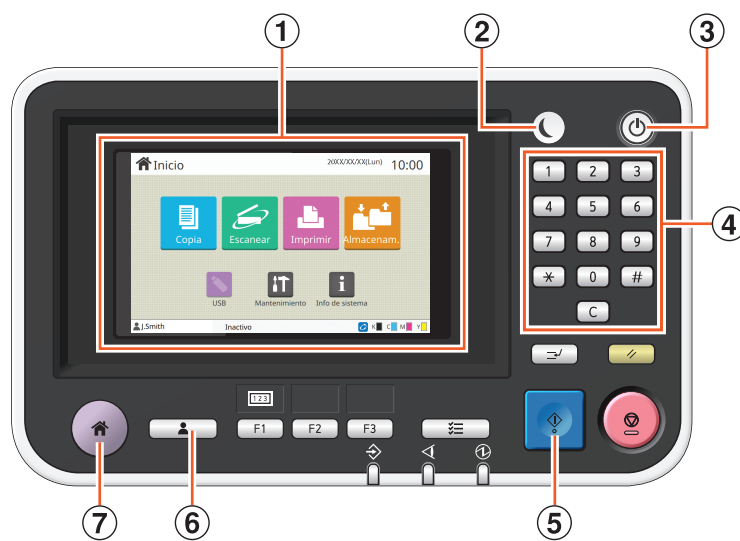 1
2
3
Inicio
20XX/XX/XX(Lun)
10:00
1 2 3
4 5 6
7 8 9
* 0 #
C
4
Copia
Escanear
Imprimir
Almacenam.
USB
Mantenimiento
Info de sistema
J.Smith
Inactivo
K C M Y
123
F1
F2
F3
7
6
5